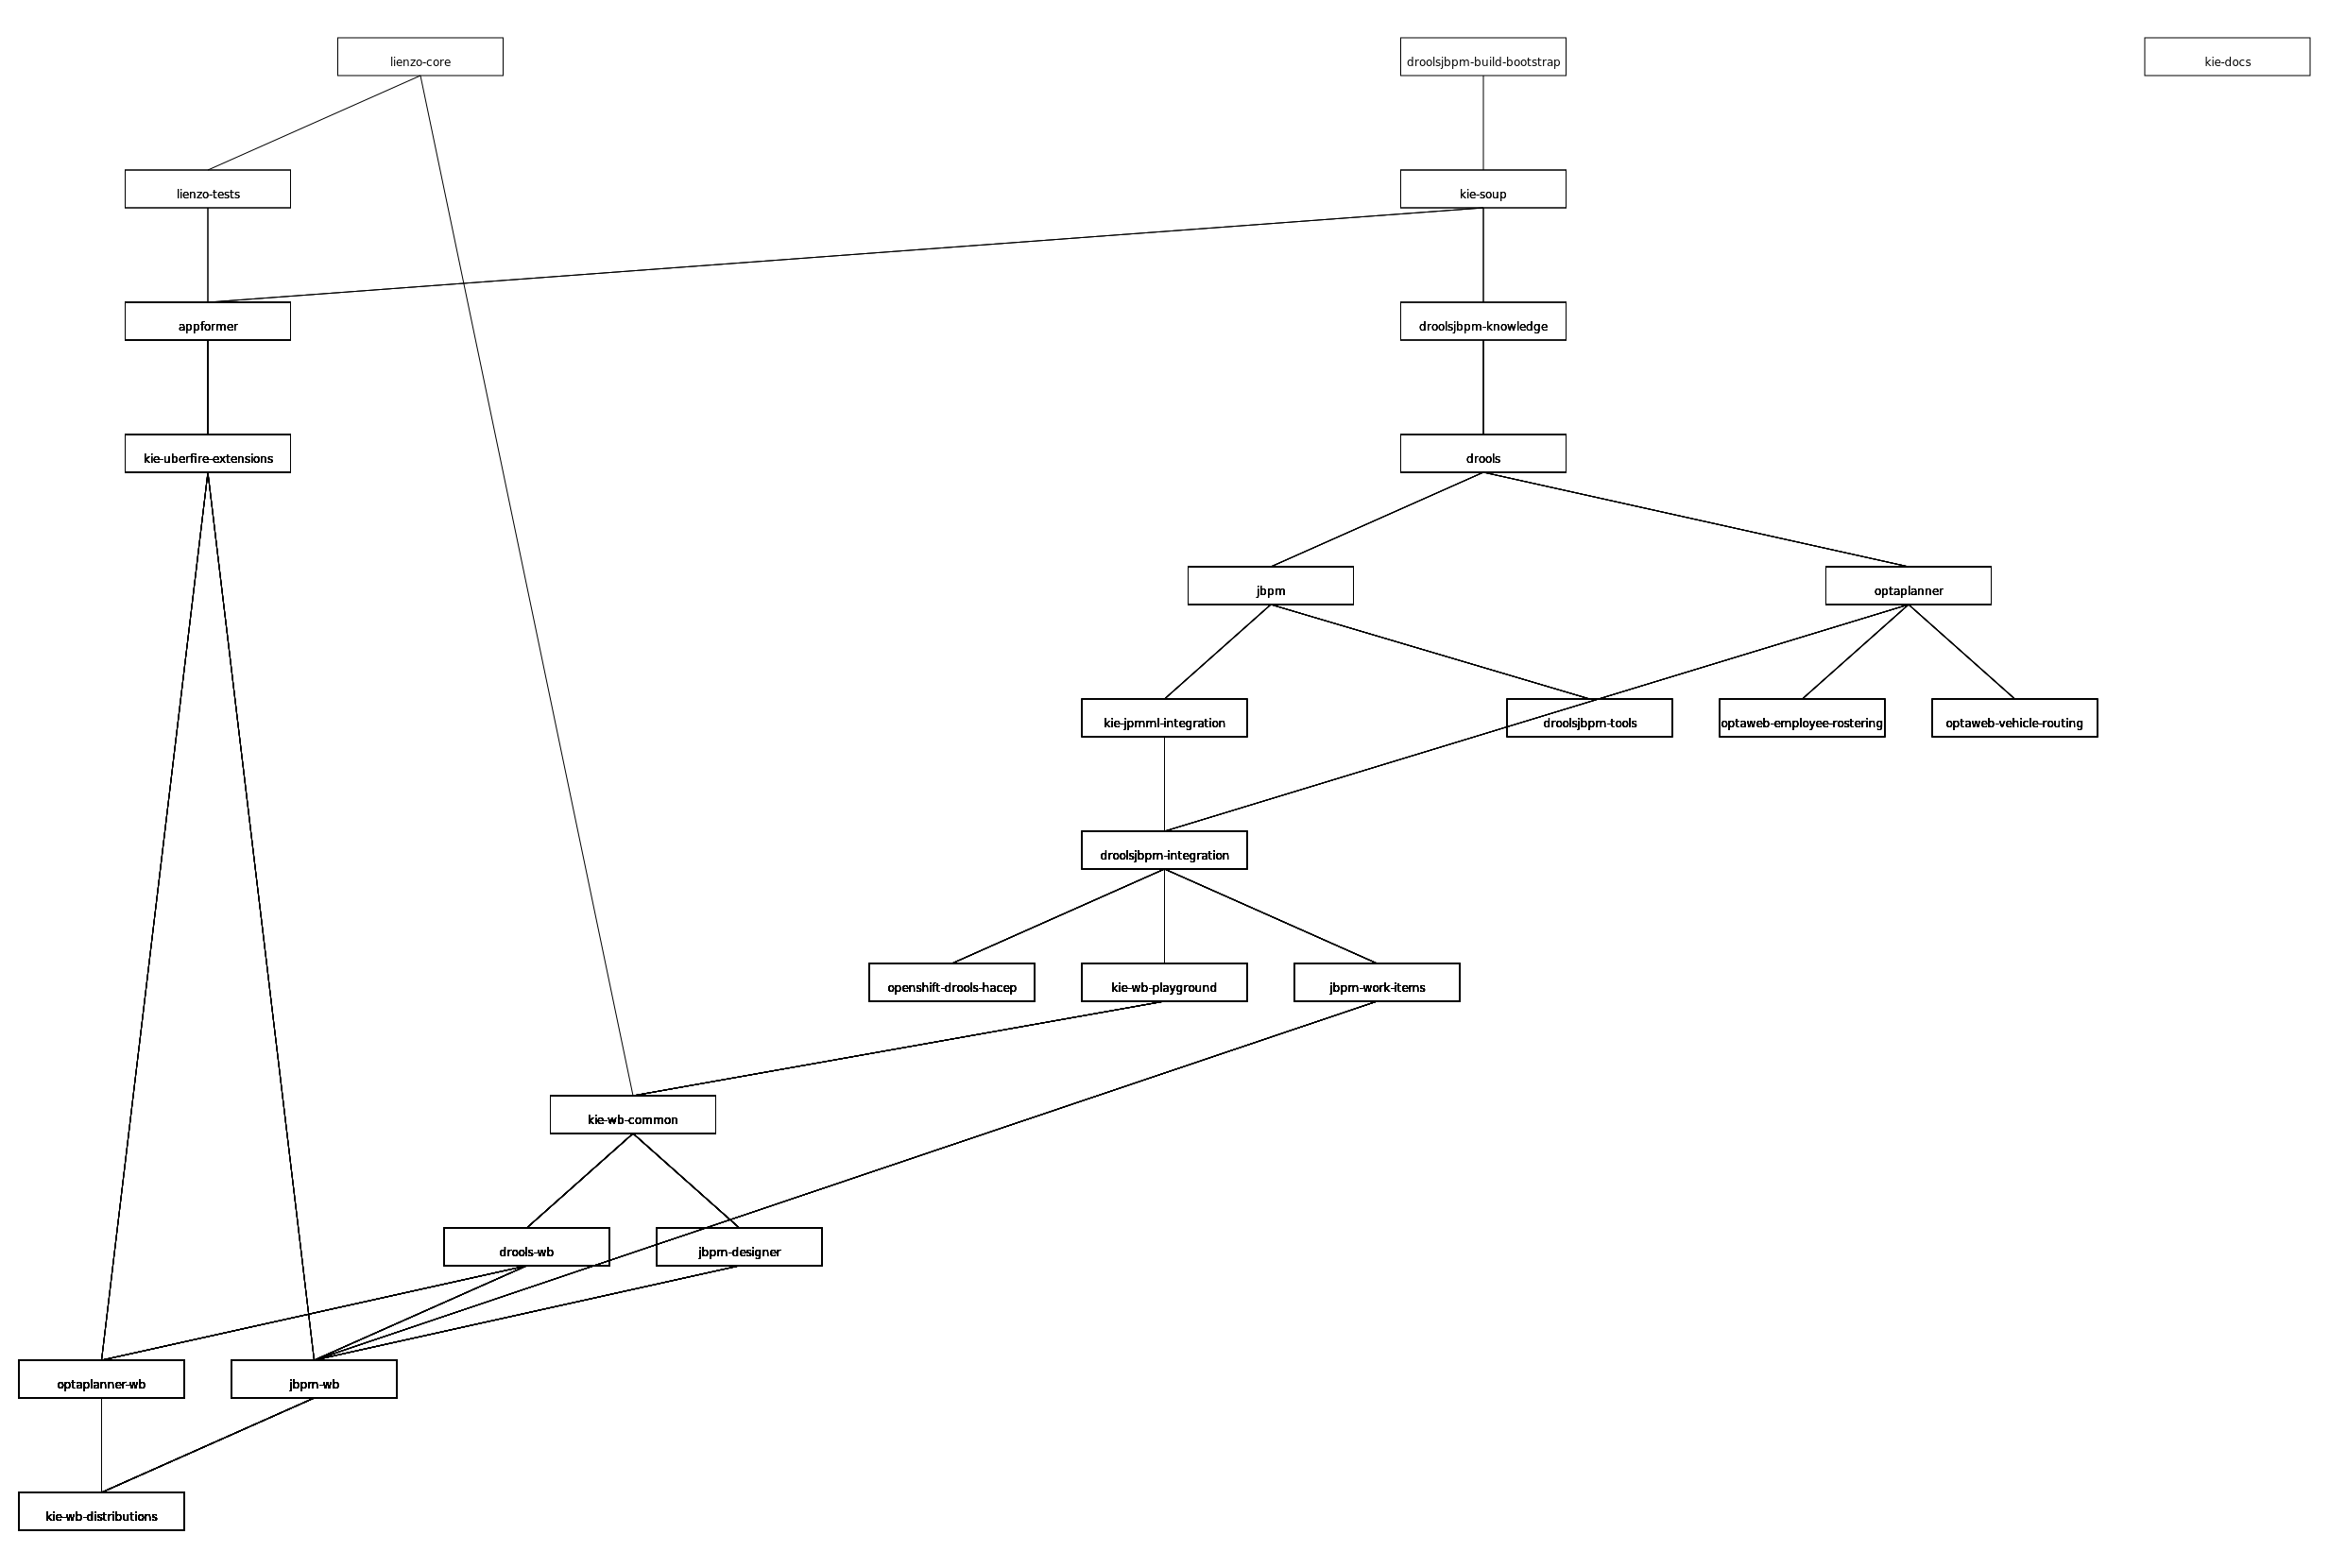 lienzo-core
droolsjbpm-build-bootstrap
kie-docs
lienzo-tests
kie-soup
appformer
droolsjbpm-knowledge
kie-uberfire-extensions
drools
jbpm
optaplanner
kie-jpmml-integration
droolsjbpm-tools
optaweb-employee-rostering
optaweb-vehicle-routing
droolsjbpm-integration
openshift-drools-hacep
kie-wb-playground
jbpm-work-items
kie-wb-common
drools-wb
jbpm-designer
optaplanner-wb
jbpm-wb
kie-wb-distributions